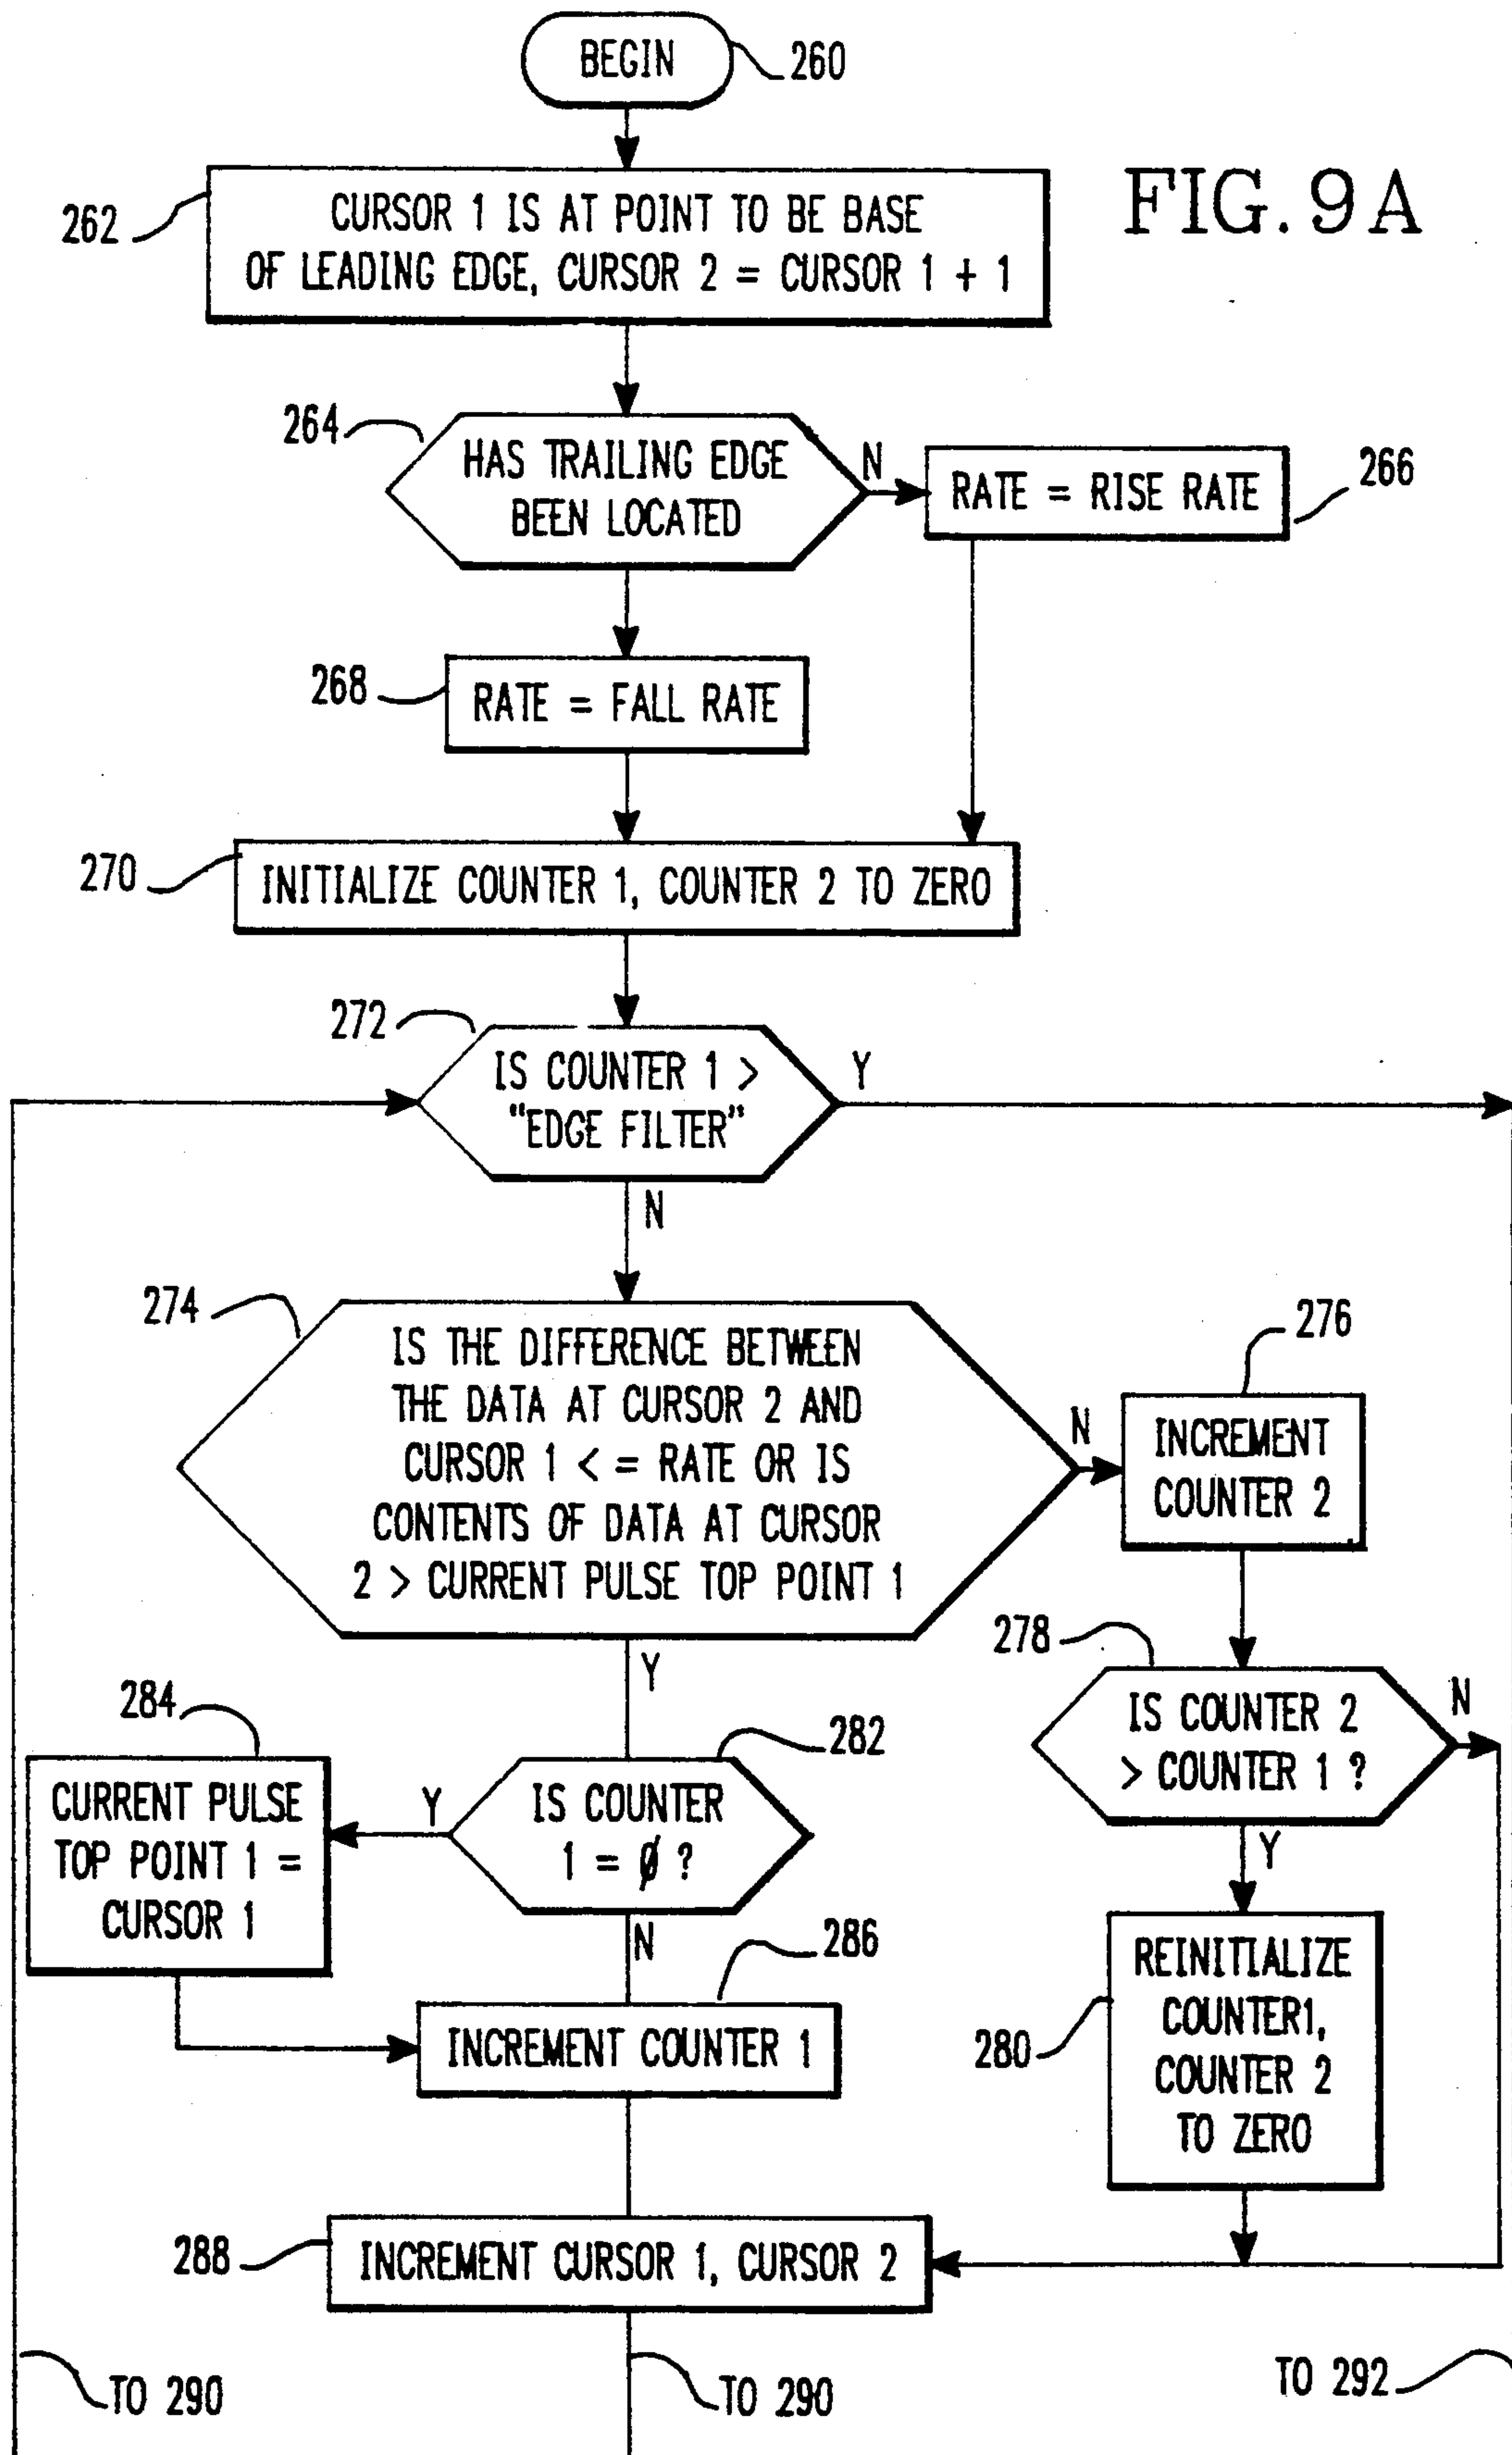 BEGIN
260
FIG. 9A
262
CURSOR 1 IS AT POINT TO BE BASE
OF LEADING EDGE, CURSOR 2 = CURSOR 1 + 1
264
HAS TRAILING EDGE
BEEN LOCATED
N
RATE = RISE RATE
266
268
RATE = FALL RATE
270
INITIALIZE COUNTER 1, COUNTER 2 TO ZERO
272
IS COUNTER 1 >
"EDGE FILTER"
Y
N
274
IS THE DIFFERENCE BETWEEN
THE DATA AT CURSOR 2 AND
CURSOR 1 < = RATE OR IS
CONTENTS OF DATA AT CURSOR
2 > CURRENT PULSE TOP POINT 1
N
276
INCREMENT
COUNTER 2
Y
278
IS COUNTER 2
> COUNTER 1 ?
N
Y
284
CURRENT PULSE
TOP POINT 1 =
CURSOR 1
282
Y
IS COUNTER
1 = Ø ?
N
286
INCREMENT COUNTER 1
280
REINITIALIZE
COUNTER1,
COUNTER 2
TO ZERO
288
INCREMENT CURSOR 1, CURSOR 2
TO 290
TO 290
TO 292